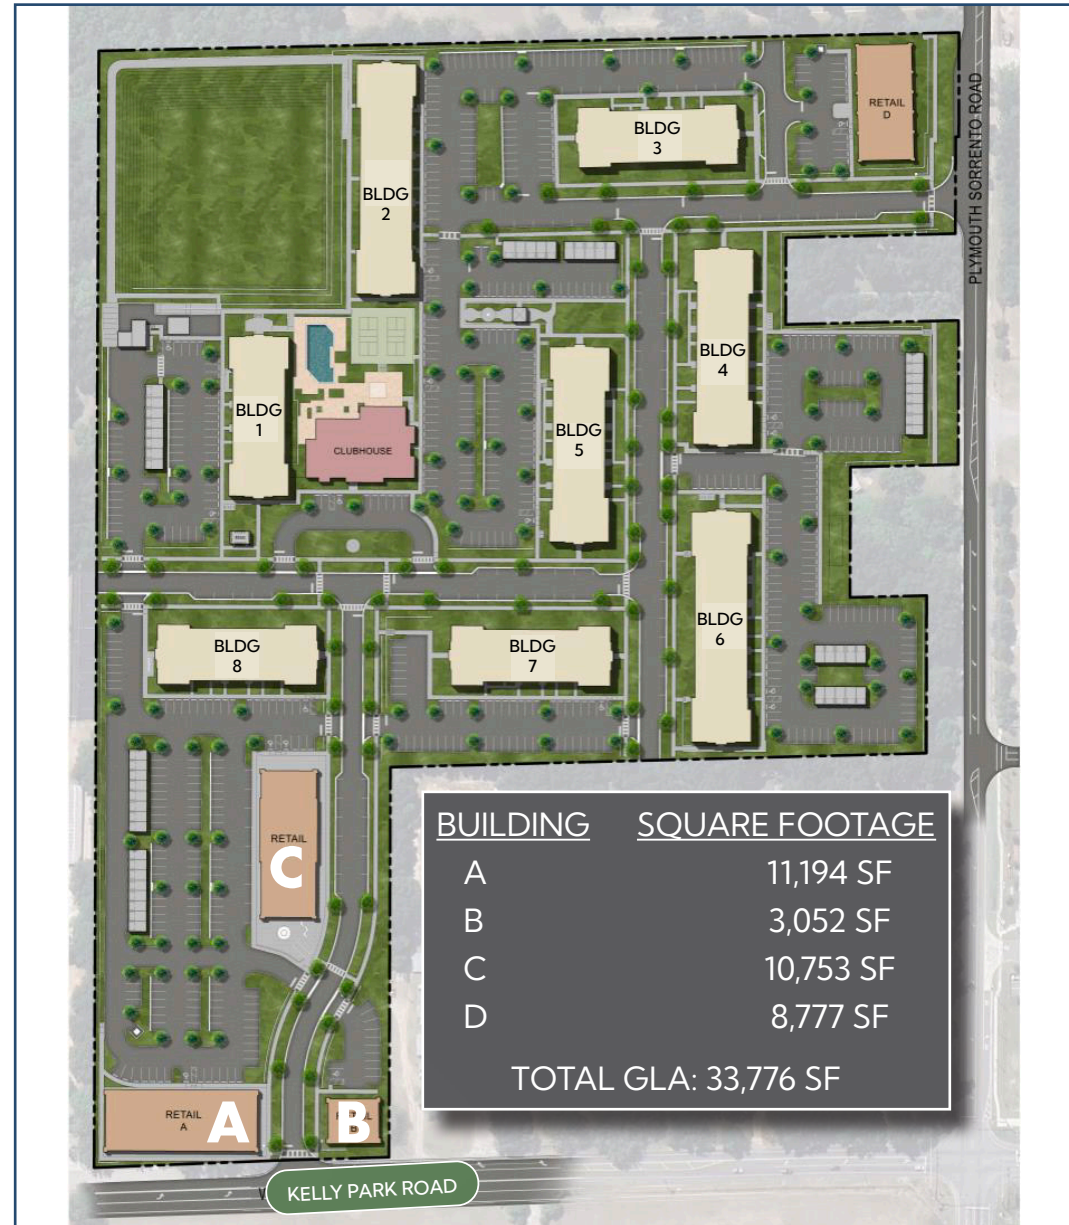 RETAIL
D
PLYMOUTH SORRENTO ROAD
BLDG
3
BLDG
2
BLDG
4
BLDG
1
CLUBHOUSE
BLDG
5
BLDG
6
BLDG
8
BLDG
7
RETAIL
C
BUILDING SQUARE FOOTAGE
A 11,194 SF
B 3,052 SF
C 10,753 SF
D 8,777 SF
TOTAL GLA: 33,776 SF
RETAIL
A
A
B
KELLY PARK ROAD